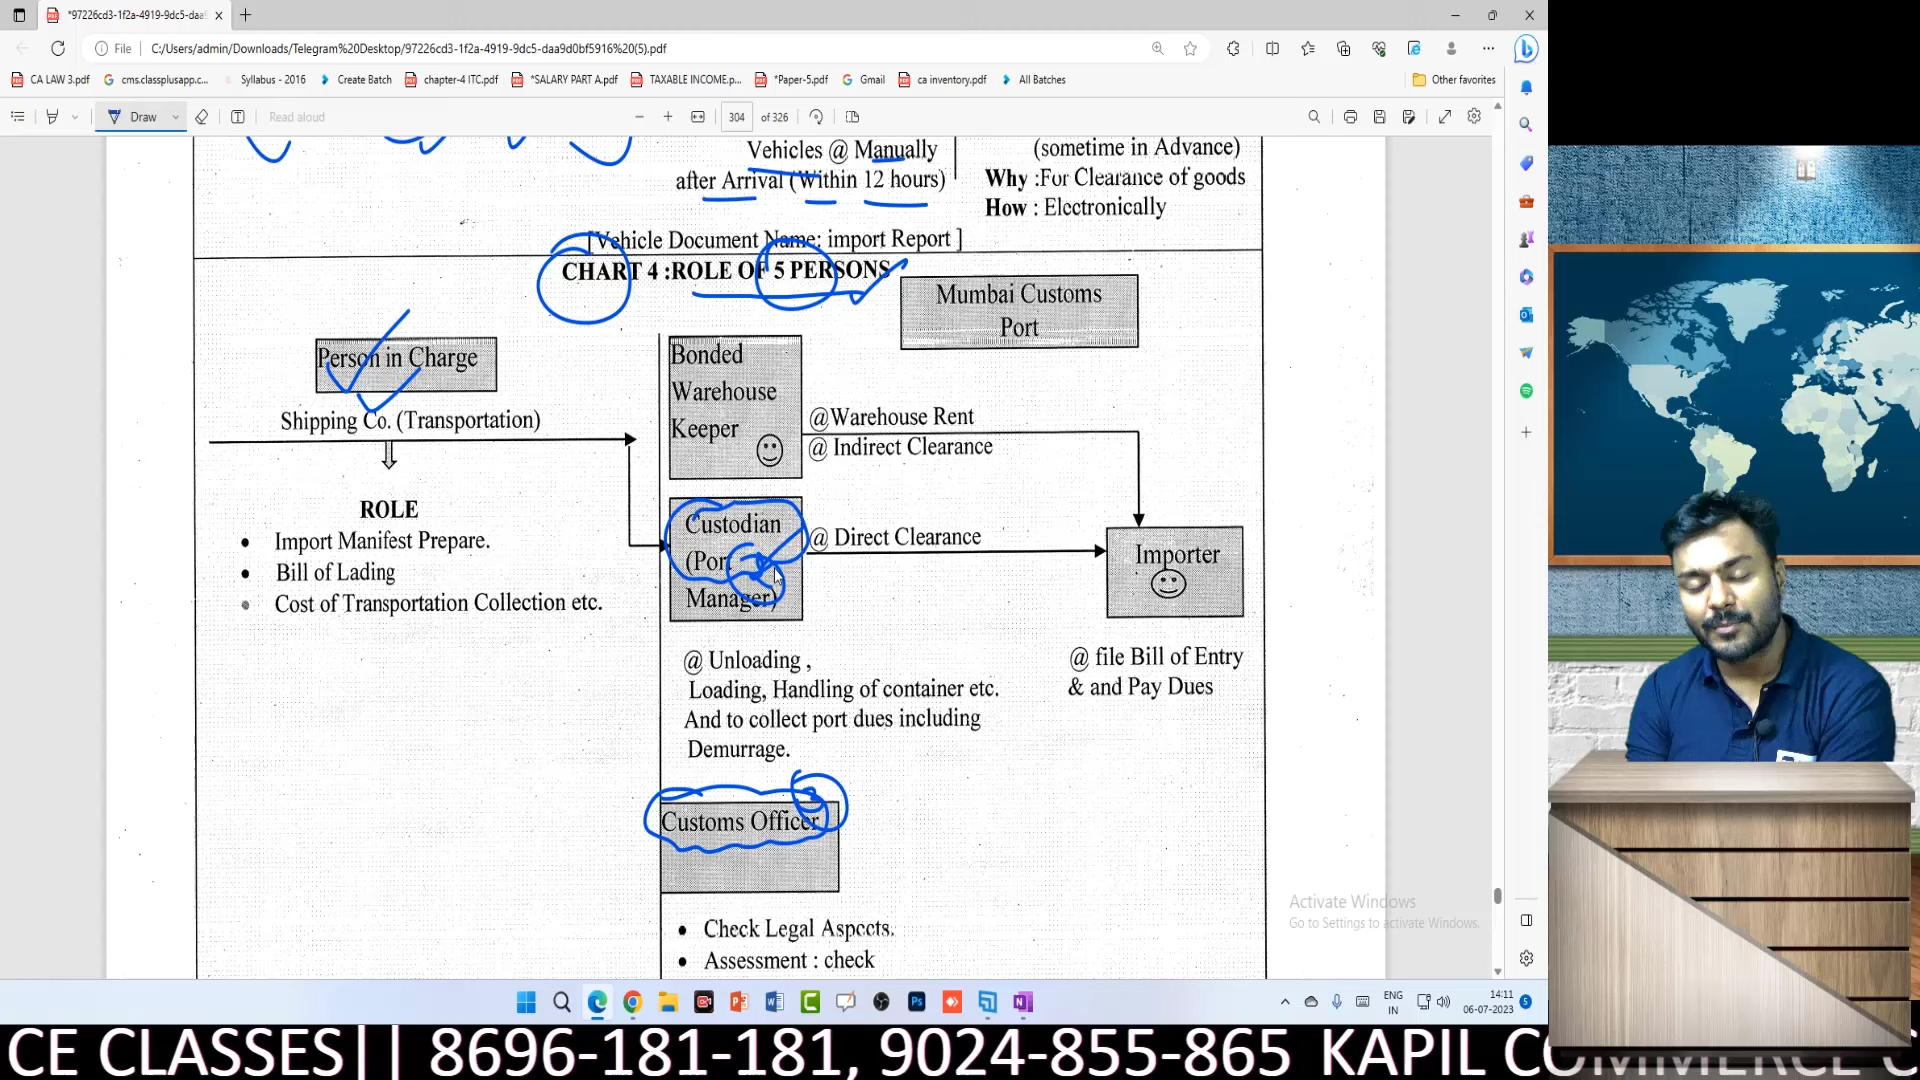 *97226cd3-1f2a-4919-9dc5-daa9
File
C:/Users/admin/Downloads/Telegram%20Desktop/97226cd3-1f2a-4919-9dc5-daa9d0bf5916%20(5).pdf
CA LAW 3.pdf
cms.classplusapp.c...
Syllabus - 2016
Create Batch
chapter-4 ITC.pdf
*SALARY PART A.pdf
TAXABLE INCOME.p...
*Paper-5.pdf
Gmail
ca inventory.pdf
All Batches
Other favorites
Draw
Read aloud
304
of 326
Vehicles @ Manually
after Arrival (Within 12 hours)
(sometime in Advance)
Why :For Clearance of goods
How : Electronically
[Vehicle Document Name: import Report ]
CHART 4 :ROLE OF 5 PERSONS
Mumbai Customs
Port
Person in Charge
Shipping Co. (Transportation)
ROLE
• Import Manifest Prepare.
• Bill of Lading
• Cost of Transportation Collection etc.
Bonded
Warehouse
Keeper
@Warehouse Rent
@ Indirect Clearance
Custodian
(Por
Manager)
@ Direct Clearance
Importer
@ Unloading ,
Loading, Handling of container etc.
And to collect port dues including
Demurrage.
@ file Bill of Entry
& and Pay Dues
Customs Officer
• Check Legal Aspects.
• Assessment : check
Activate Windows
Go to Settings to activate Windows.
ENG
IN
14:11
06-07-2023
5
CE CLASSES|| 8696-181-181, 9024-855-865 KAPIL COMMERCE C